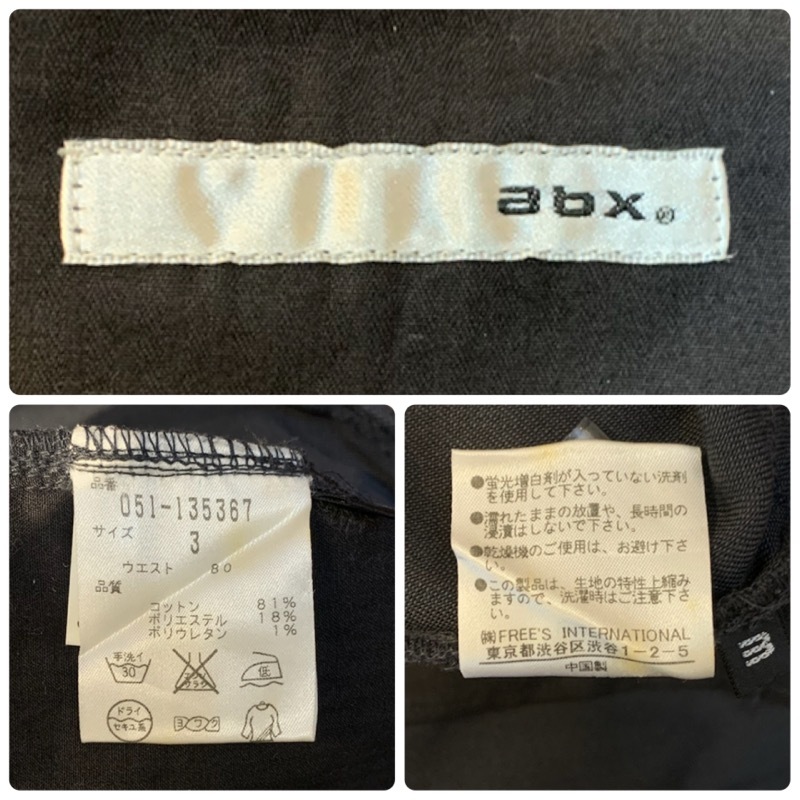 abx®
品番
051-135367
サイズ
3
ウエスト 80
品質
コットン 81%
ポリエステル 18%
ポリウレタン 1%
手洗イ
30
エンソ
サラシ
低
ドライ
セキユ系
ヨワク
●蛍光増白剤が入っていない洗剤
を使用して下さい。
●濡れたままの放置や、長時間の
浸漬はしないで下さい。
●乾燥機のご使用は、お避け下さ
い。
●この製品は、生地の特性上縮み
ますので、洗濯時はご注意下さ
い。
㈱FREE'S INTERNATIONAL
東京都渋谷区渋谷1-2-5
中国製
3